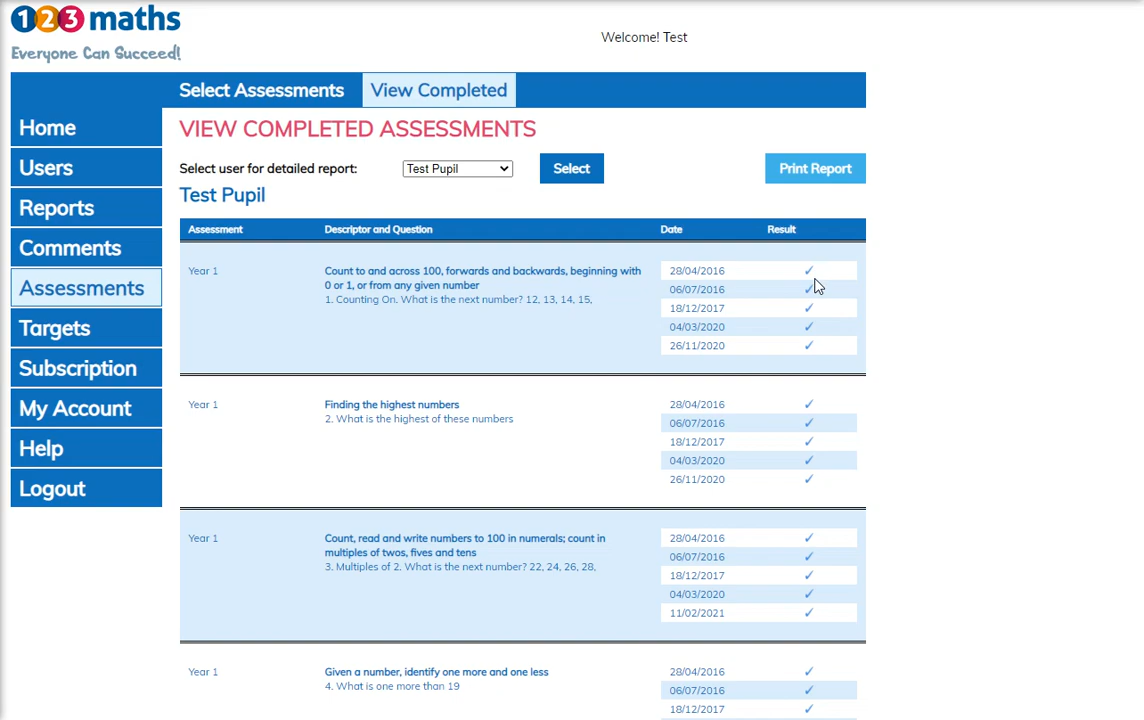 123 maths
Everyone Can Succeed!
Welcome! Test
Select Assessments View Completed
Home
Users
Reports
Comments
Assessments
Targets
Subscription
My Account
Help
Logout
VIEW COMPLETED ASSESSMENTS
Select user for detailed report: Test Pupil Select Print Report
Test Pupil
Assessment Descriptor and Question Date Result
Year 1
Count to and across 100, forwards and backwards, beginning with
0 or 1, or from any given number
1. Counting On. What is the next number? 12, 13, 14, 15,
28/04/2016 ✓
06/07/2016 ✓
18/12/2017 ✓
04/03/2020 ✓
26/11/2020 ✓
Year 1
Finding the highest numbers
2. What is the highest of these numbers
28/04/2016 ✓
06/07/2016 ✓
18/12/2017 ✓
04/03/2020 ✓
26/11/2020 ✓
Year 1
Count, read and write numbers to 100 in numerals; count in
multiples of twos, fives and tens
3. Multiples of 2. What is the next number? 22, 24, 26, 28,
28/04/2016 ✓
06/07/2016 ✓
18/12/2017 ✓
04/03/2020 ✓
11/02/2021 ✓
Year 1
Given a number, identify one more and one less
4. What is one more than 19
28/04/2016 ✓
06/07/2016 ✓
18/12/2017 ✓